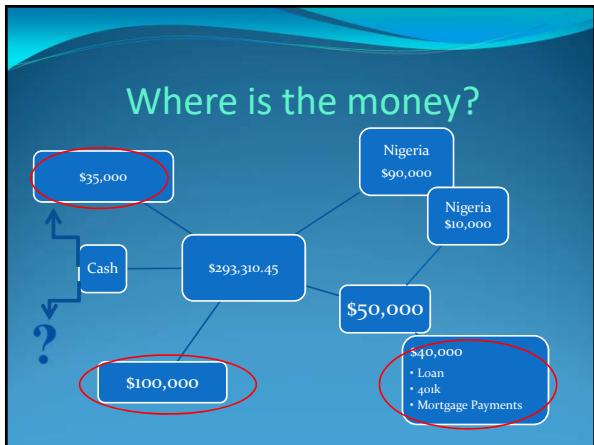 Where is the money?
Nigeria
$90,000
$35,000
Nigeria
$10,000
Cash
$293,310.45
$50,000
?
$40,000
• Loan
• 401k
• Mortgage Payments
$100,000